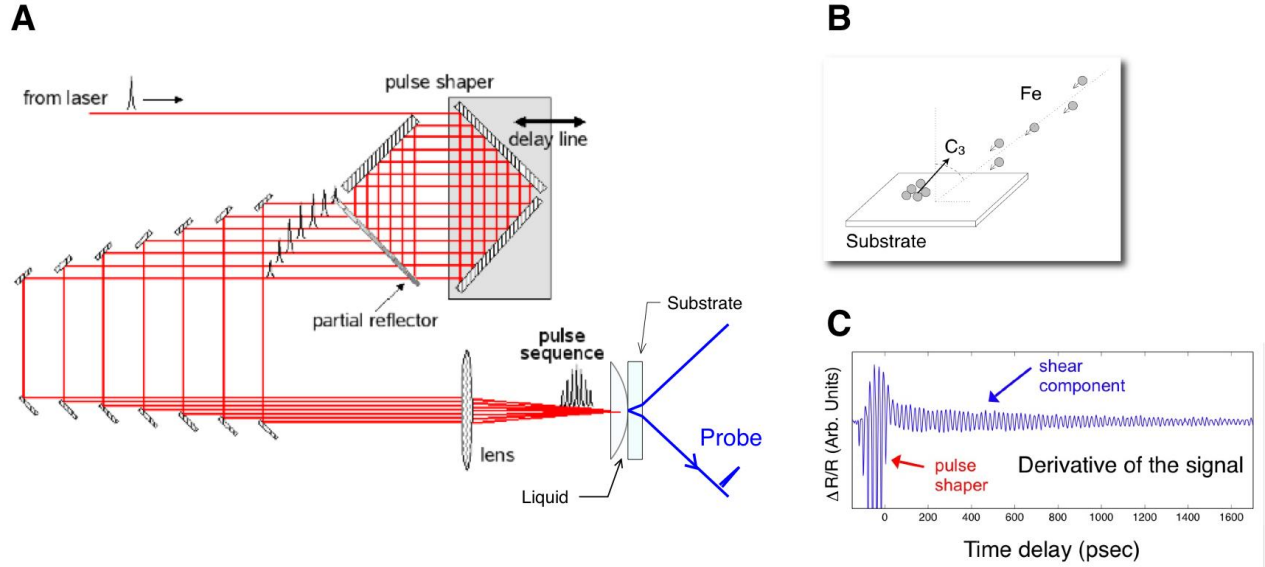 A
from laser
pulse shaper
delay line
partial reflector
pulse
sequence
Substrate
lens
Probe
Liquid
B
Fe
C3
Substrate
C
Δ R/R (Arb. Units)
shear
component
pulse
shaper
Derivative of the signal
0 200 400 600 800 1000 1200 1400 1600
Time delay (psec)